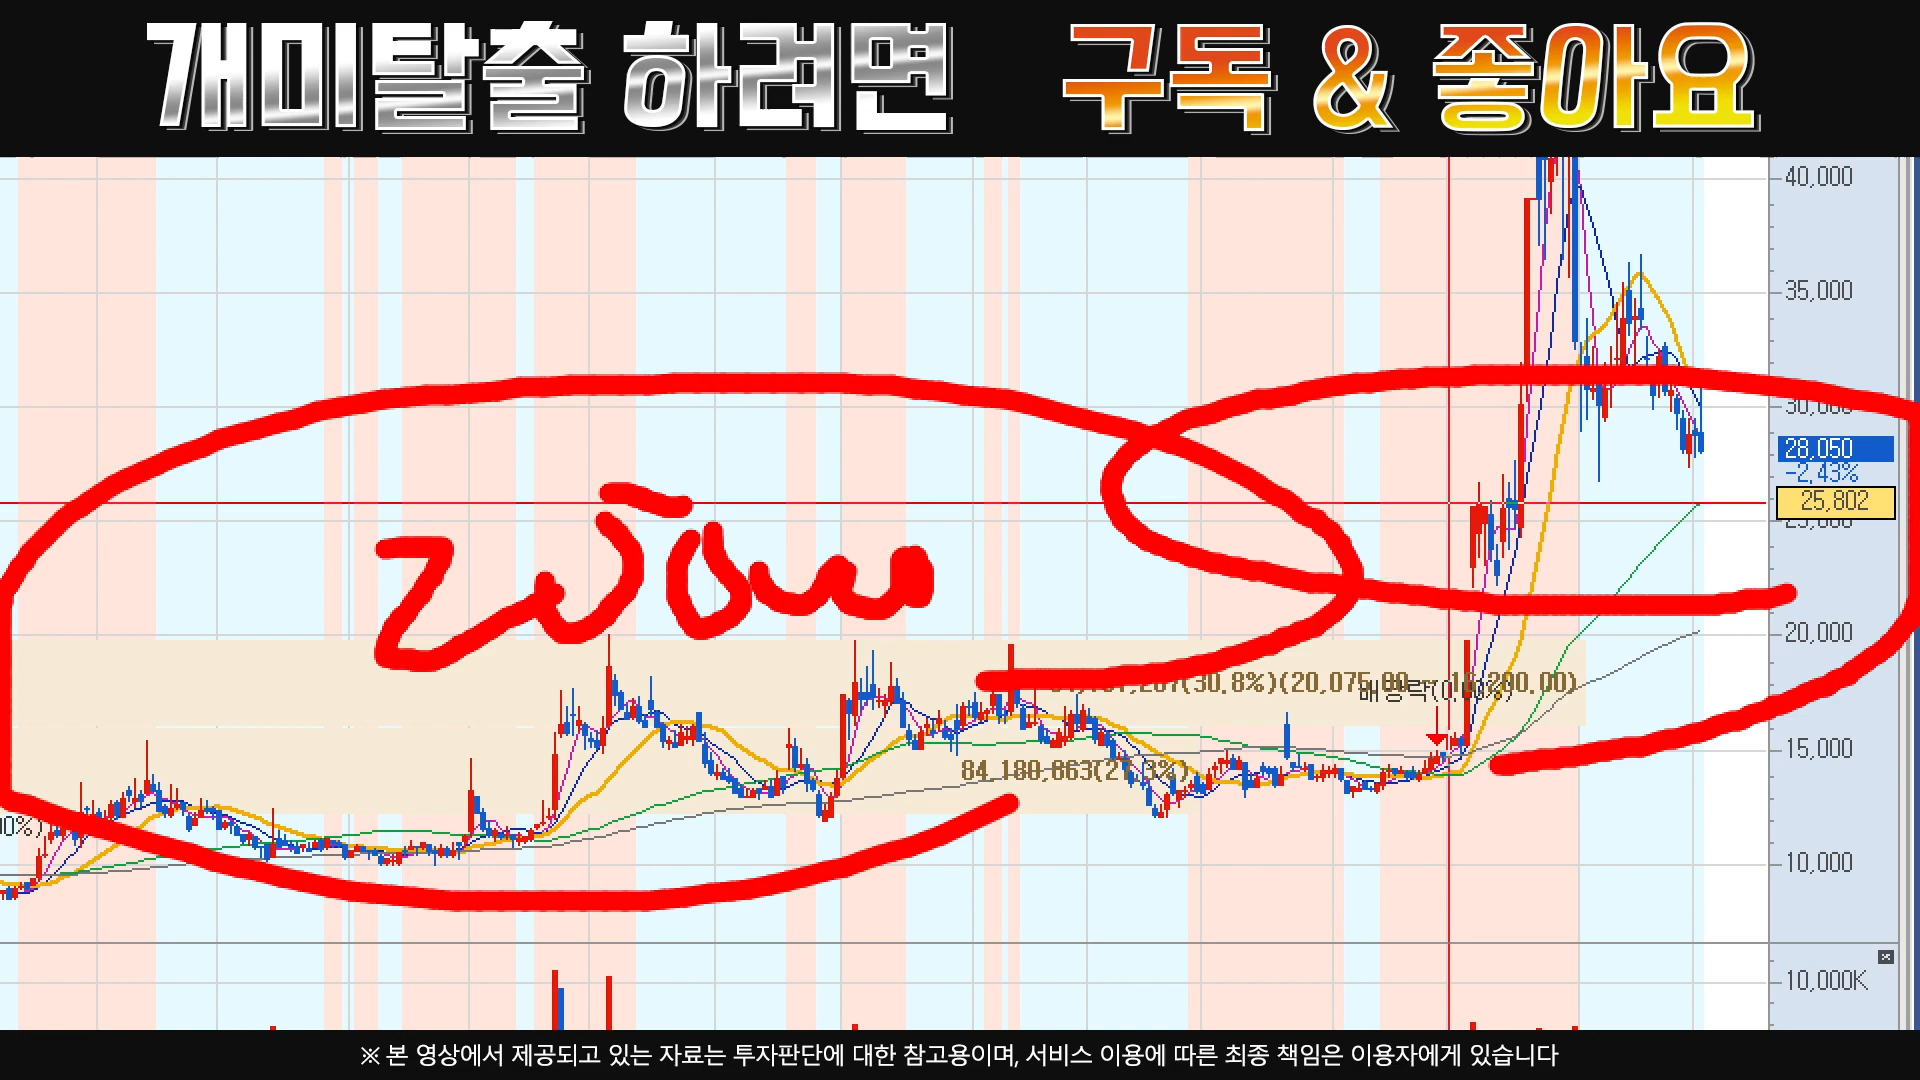 개미탈출 하려면 구독 & 좋아요
40,000
35,000
28,050
-2,43%
25,802
20,000
배당락
15,000
84,180,863
10,000
10,000K
※ 본 영상에서 제공되고 있는 자료는 투자판단에 대한 참고용이며, 서비스 이용에 따른 최종 책임은 이용자에게 있습니다